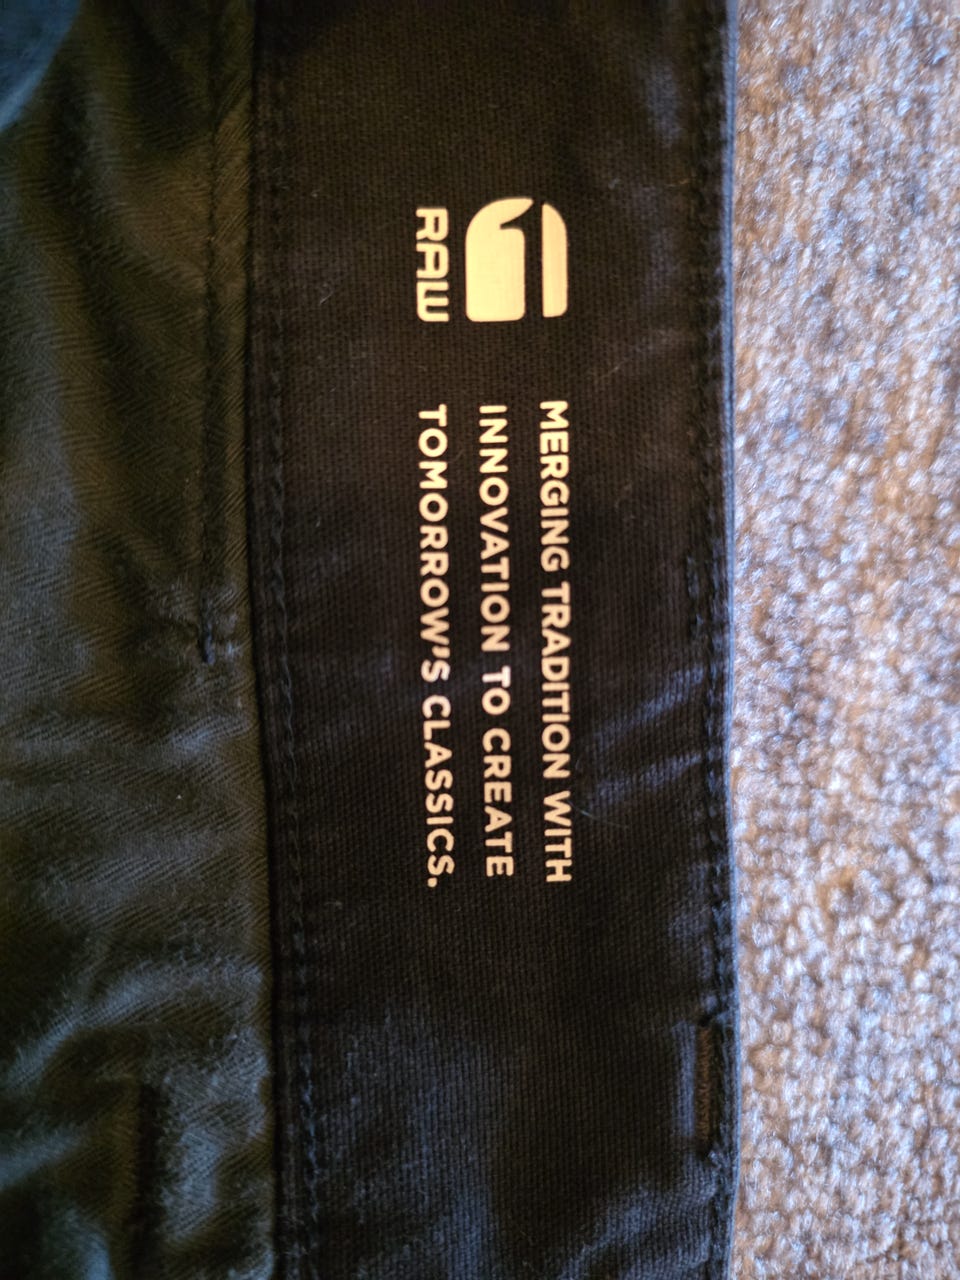 RAW
MERGING TRADITION WITH
INNOVATION TO CREATE
TOMORROW'S CLASSICS.